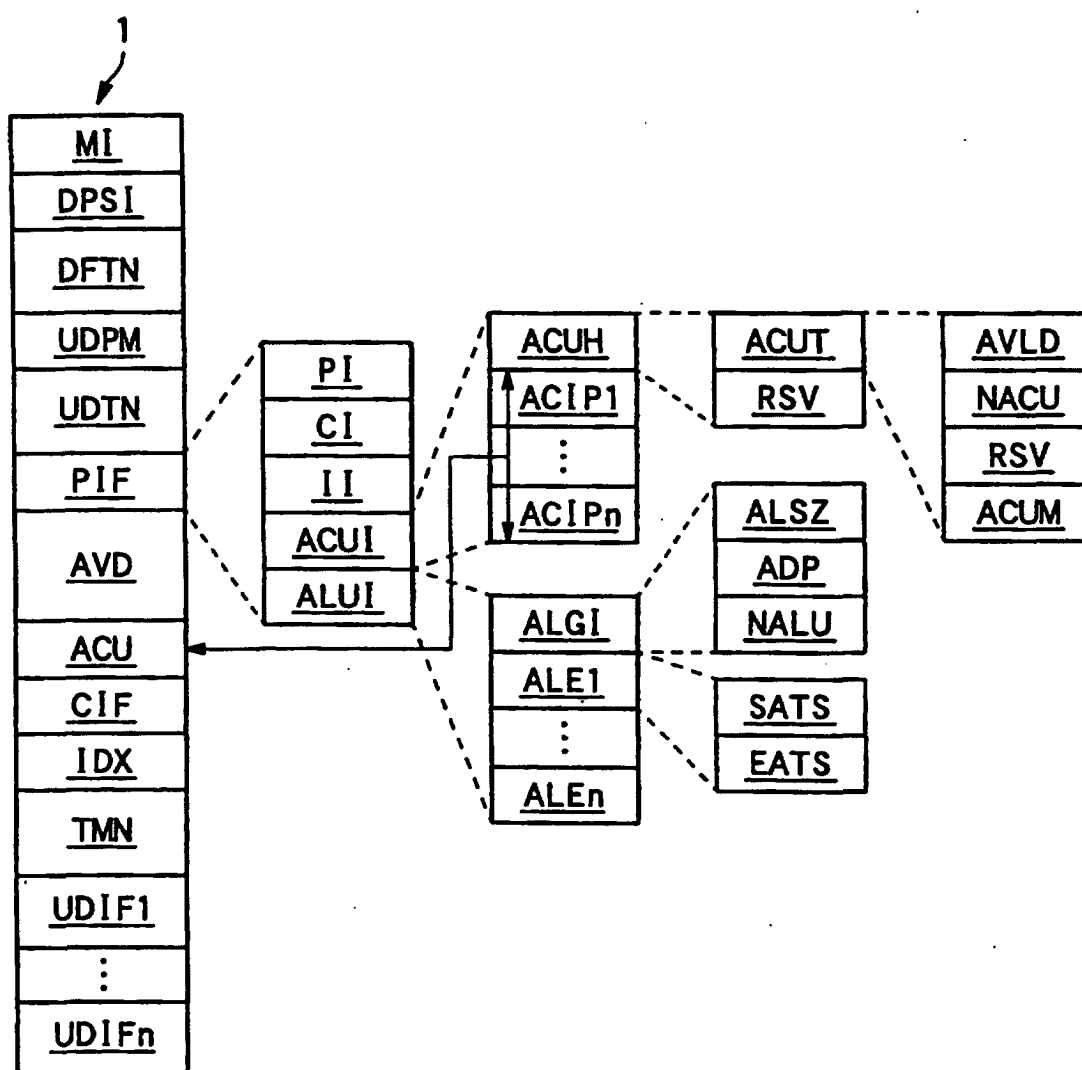 1
MI
DPSI
DFTN
UDPM
UDTN
PIF
AVD
ACU
CIF
IDX
TMN
UDIF1
⋮
UDIFn
PI
CI
II
ACUI
ALUI
ACUH
ACIP1
⋮
ACIPn
ALGI
ALE1
⋮
ALEn
ACUT
RSV
ALSZ
ADP
NALU
SATS
EATS
AVLD
NACU
RSV
ACUM